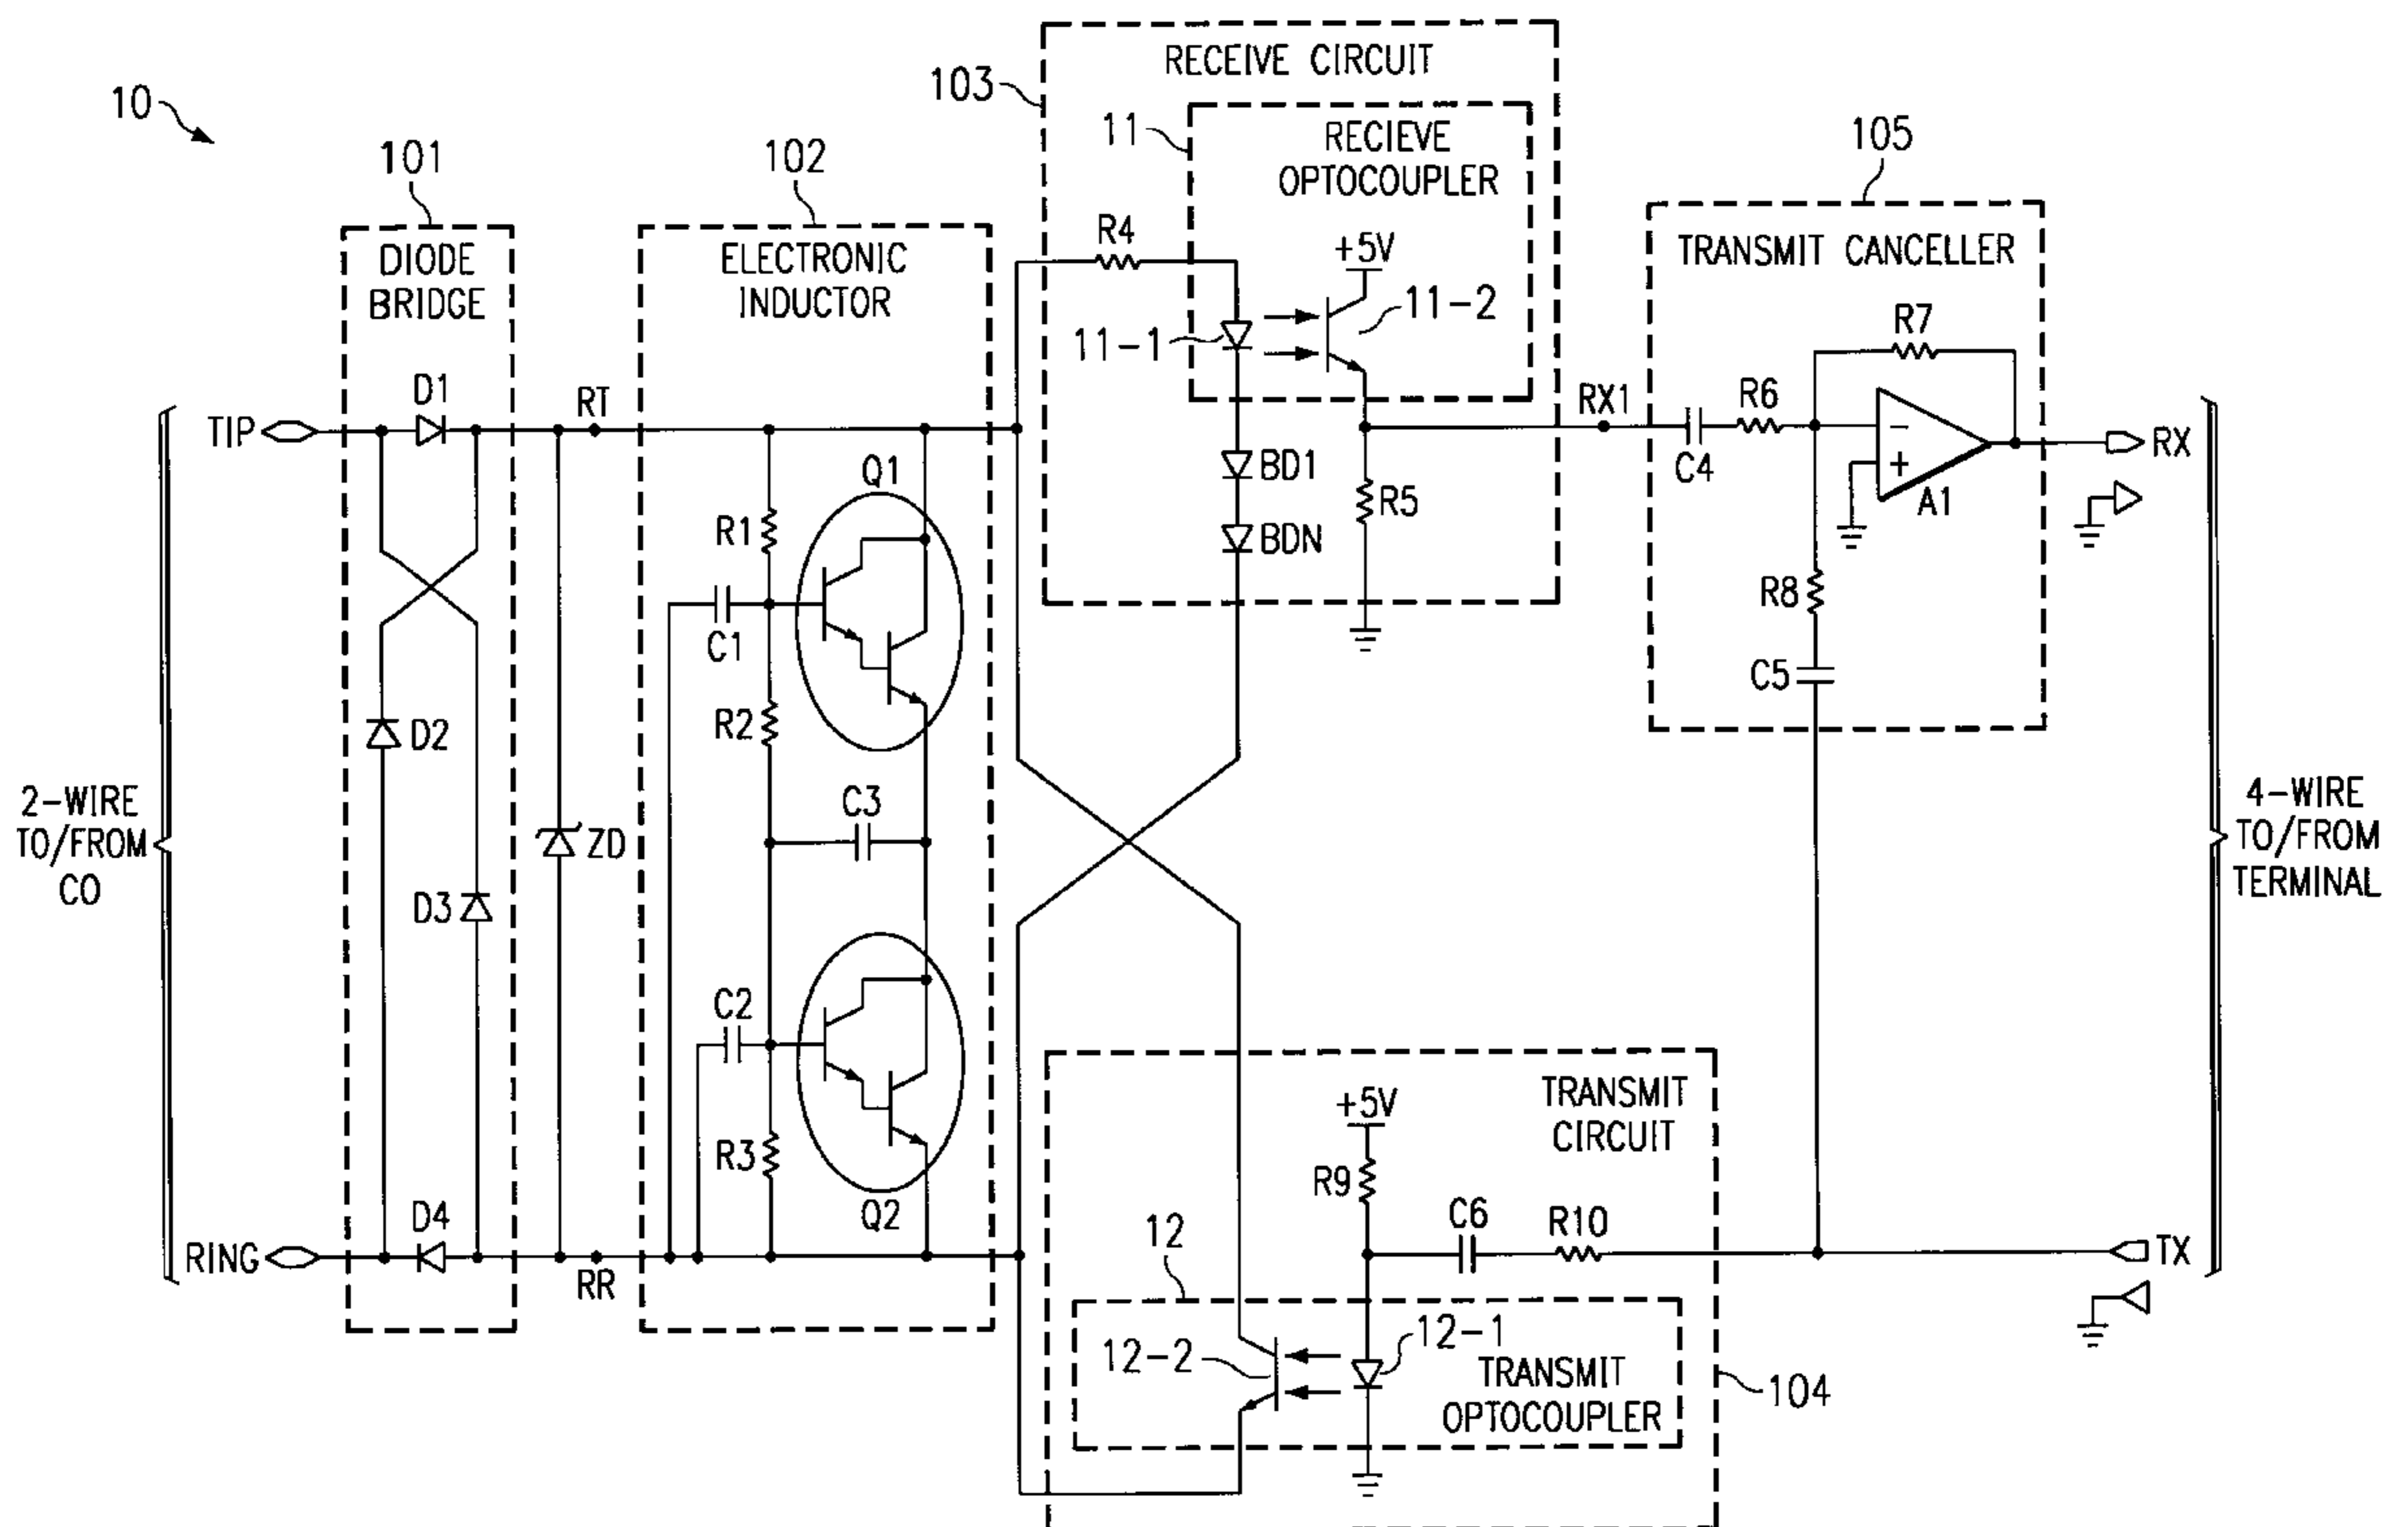 10
101
DIODE
BRIDGE
102
ELECTRONIC
INDUCTOR
103
RECEIVE CIRCUIT
11
RECIEVE
OPTOCOUPLER
R4
+5V
11-1
11-2
BD1
BDN
R5
RX1
105
TRANSMIT CANCELLER
C4
R6
R7
−
+
A1
R8
C5
RX
TIP
D1
RT
D2
D3
ZD
R1
Q1
C1
R2
C3
C2
R3
Q2
2-WIRE
TO/FROM
CO
4-WIRE
TO/FROM
TERMINAL
RING
D4
RR
TRANSMIT
CIRCUIT
+5V
R9
C6
R10
TX
12
12-1
12-2
TRANSMIT
OPTOCOUPLER
104